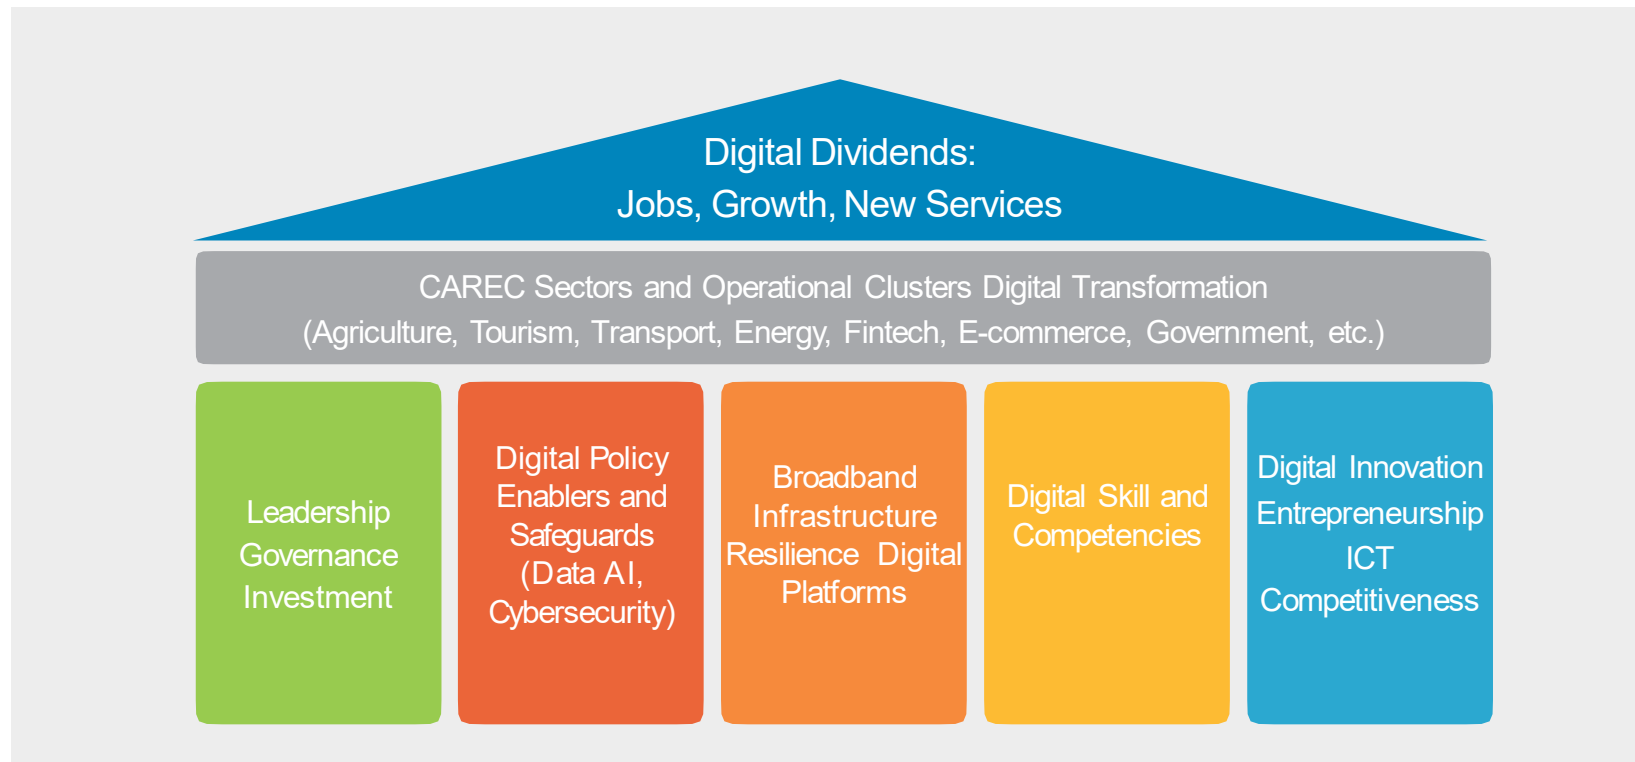 Digital Dividends:
Jobs, Growth, New Services
CAREC Sectors and Operational Clusters Digital Transformation
(Agriculture, Tourism, Transport, Energy, Fintech, E-commerce, Government, etc.)
Leadership
Governance
Investment
Digital Policy
Enablers and
Safeguards
(Data AI,
Cybersecurity)
Broadband
Infrastructure
Resilience Digital
Platforms
Digital Skill and
Competencies
Digital Innovation
Entrepreneurship
ICT
Competitiveness